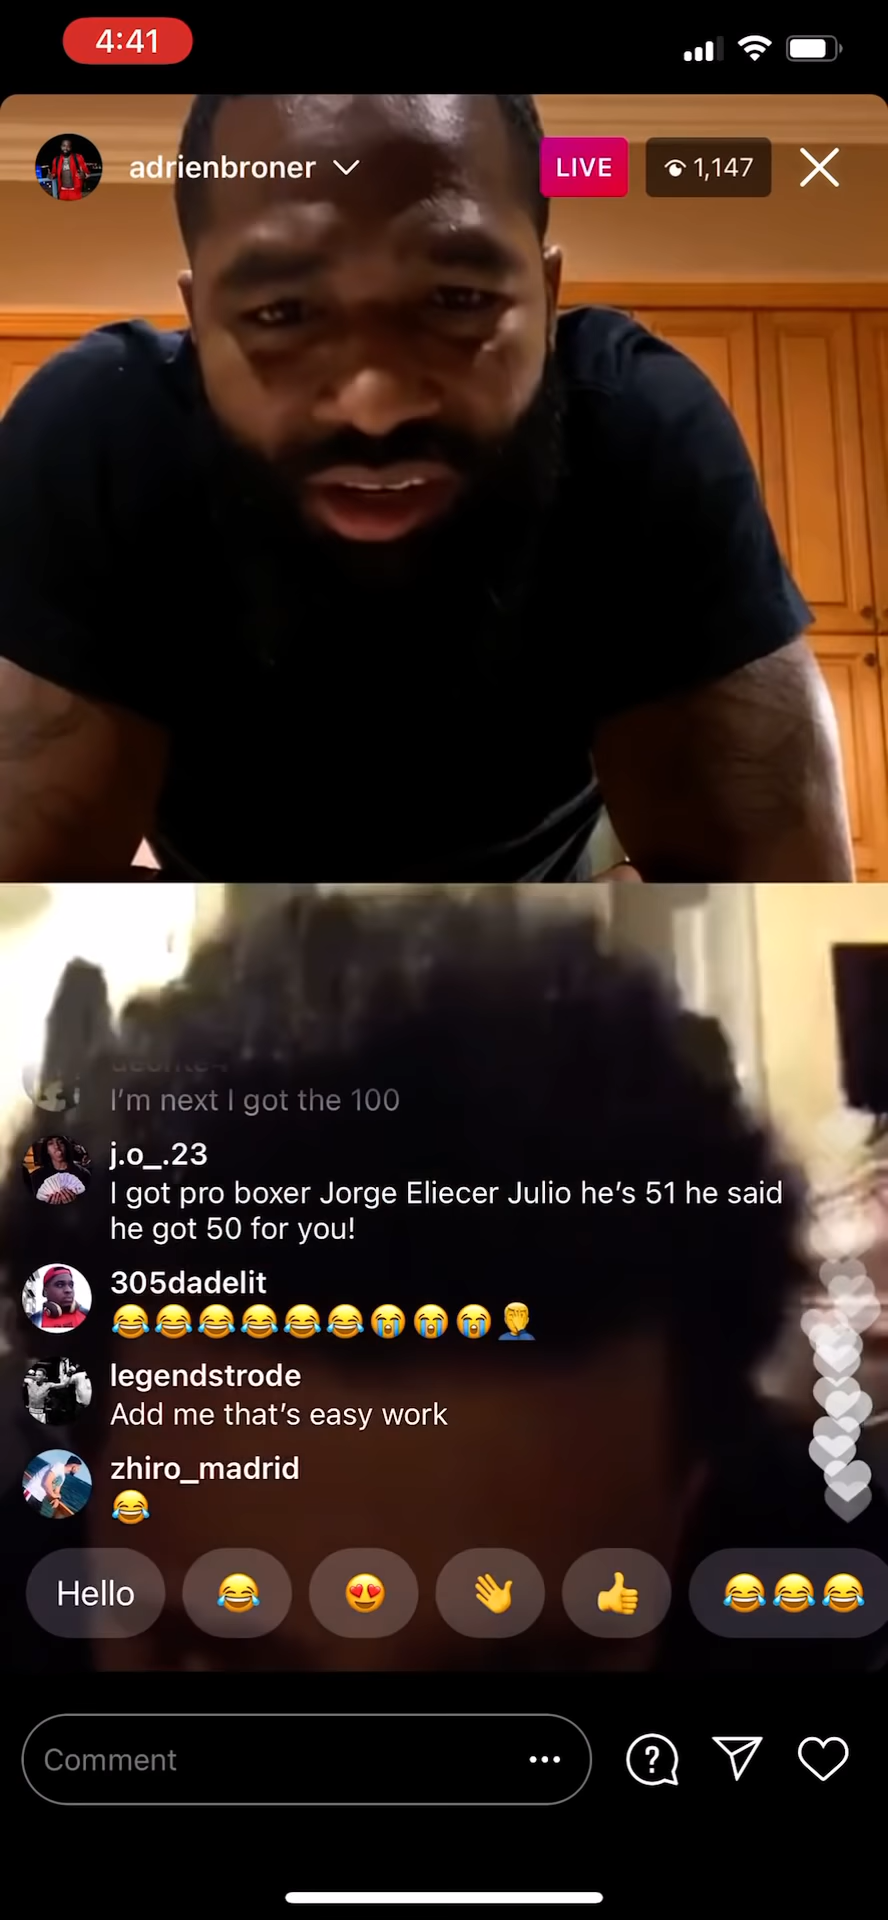 4:41
adrienbroner
LIVE
1,147
I'm next I got the 100
j.o_.23
I got pro boxer Jorge Eliecer Julio he's 51 he said
he got 50 for you!
305dadelit
😂😂😂😂😂😂😭😭😭🤦‍♂️
legendstrode
Add me that's easy work
zhiro_madrid
😂
Hello 😂 😍 👋 👍 😂😂😂
Comment